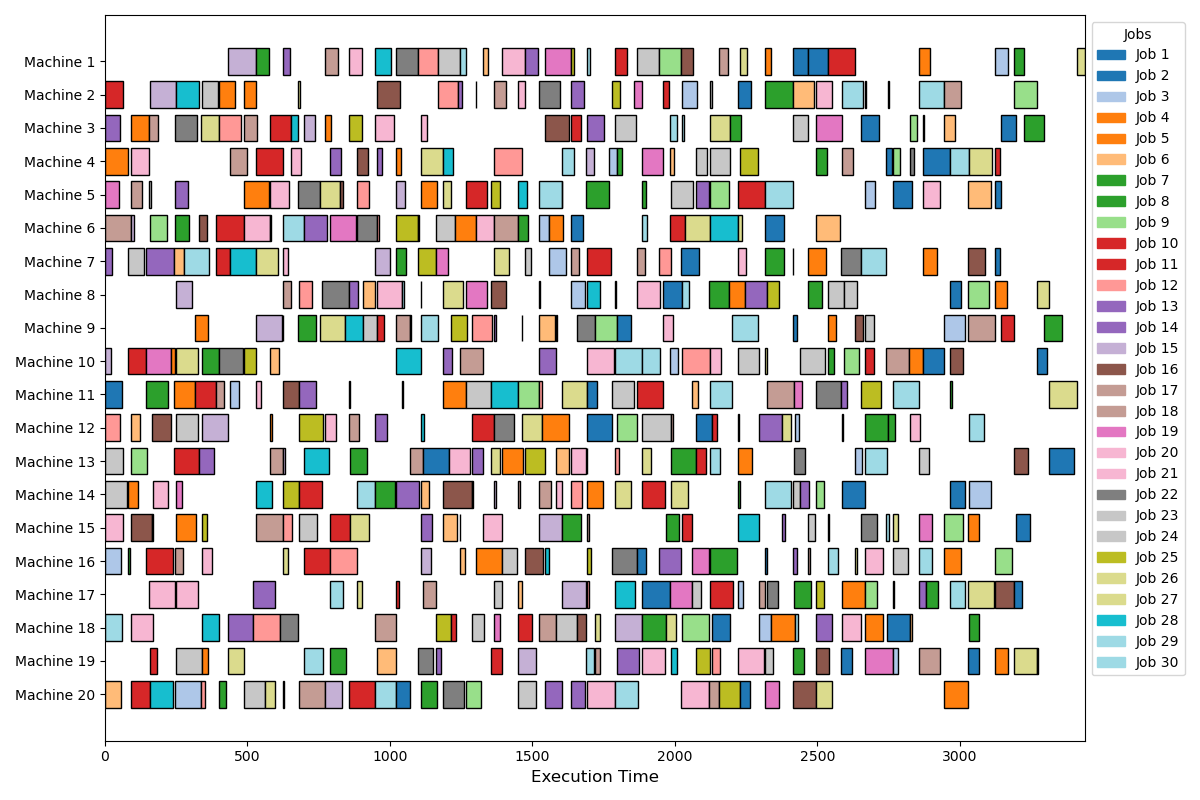 Machine 1
Machine 2
Machine 3
Machine 4
Machine 5
Machine 6
Machine 7
Machine 8
Machine 9
Machine 10
Machine 11
Machine 12
Machine 13
Machine 14
Machine 15
Machine 16
Machine 17
Machine 18
Machine 19
Machine 20
0 500 1000 1500 2000 2500 3000
Execution Time
Jobs
Job 1
Job 2
Job 3
Job 4
Job 5
Job 6
Job 7
Job 8
Job 9
Job 10
Job 11
Job 12
Job 13
Job 14
Job 15
Job 16
Job 17
Job 18
Job 19
Job 20
Job 21
Job 22
Job 23
Job 24
Job 25
Job 26
Job 27
Job 28
Job 29
Job 30